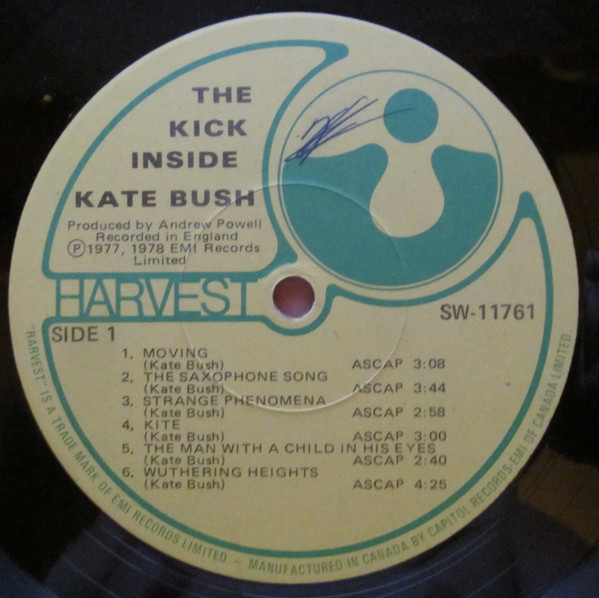 THE
KICK
INSIDE
KATE BUSH
Produced by Andrew Powell
Recorded in England
Ⓟ1977, 1978 EMI Records
Limited
HARVEST
SW-11761
SIDE 1
1. MOVING
(Kate Bush) ASCAP 3:08
2. THE SAXOPHONE SONG
(Kate Bush) ASCAP 3:44
3. STRANGE PHENOMENA
(Kate Bush) ASCAP 2:58
4. KITE
(Kate Bush) ASCAP 3:00
5. THE MAN WITH A CHILD IN HIS EYES
(Kate Bush) ASCAP 2:40
6. WUTHERING HEIGHTS
(Kate Bush) ASCAP 4:25
"HARVEST" IS A TRADE MARK OF EMI RECORDS LIMITED – MANUFACTURED IN CANADA BY CAPITOL RECORDS-EMI OF CANADA LIMITED.